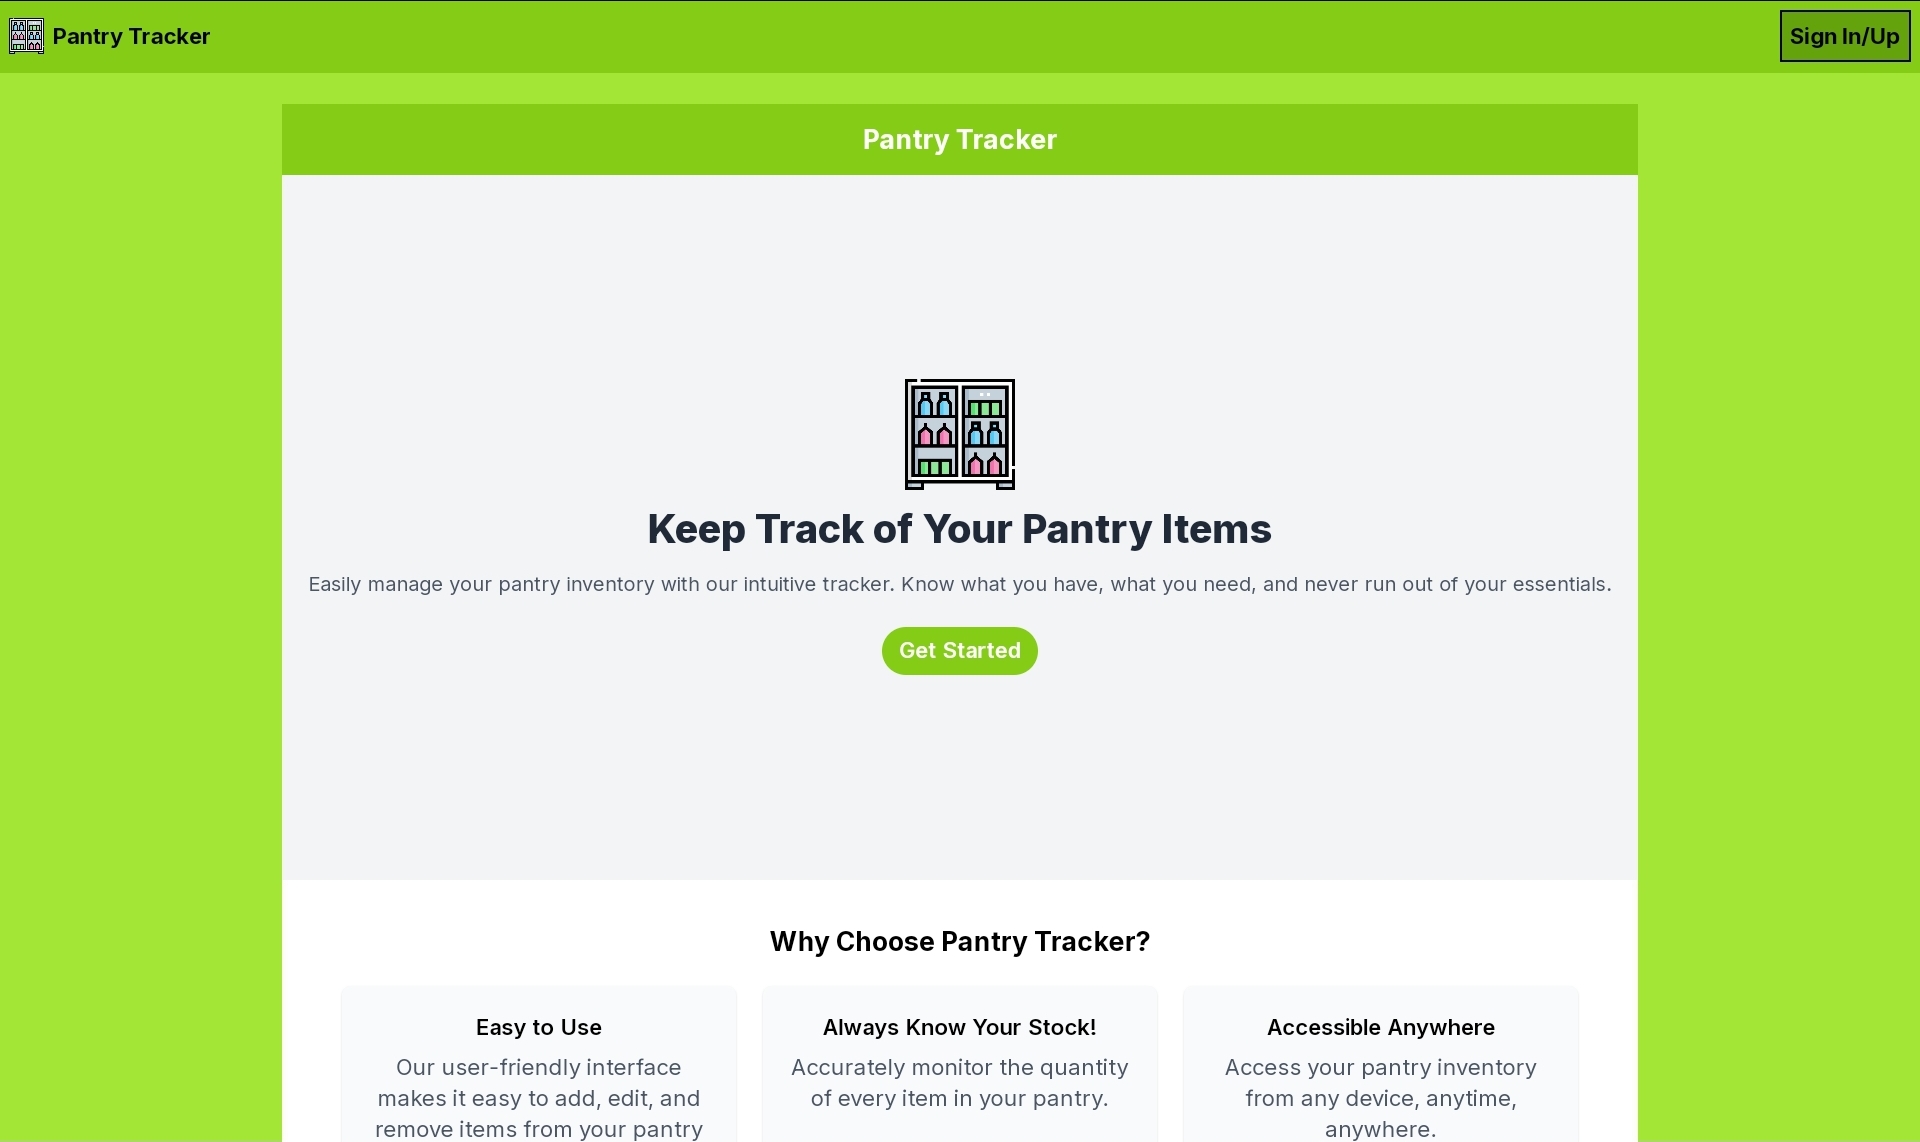 Pantry Tracker
Sign In/Up
Pantry Tracker
Keep Track of Your Pantry Items
Easily manage your pantry inventory with our intuitive tracker. Know what you have, what you need, and never run out of your essentials.
Get Started
Why Choose Pantry Tracker?
Easy to Use
Our user-friendly interface
makes it easy to add, edit, and
remove items from your pantry
Always Know Your Stock!
Accurately monitor the quantity
of every item in your pantry.
Accessible Anywhere
Access your pantry inventory
from any device, anytime,
anywhere.